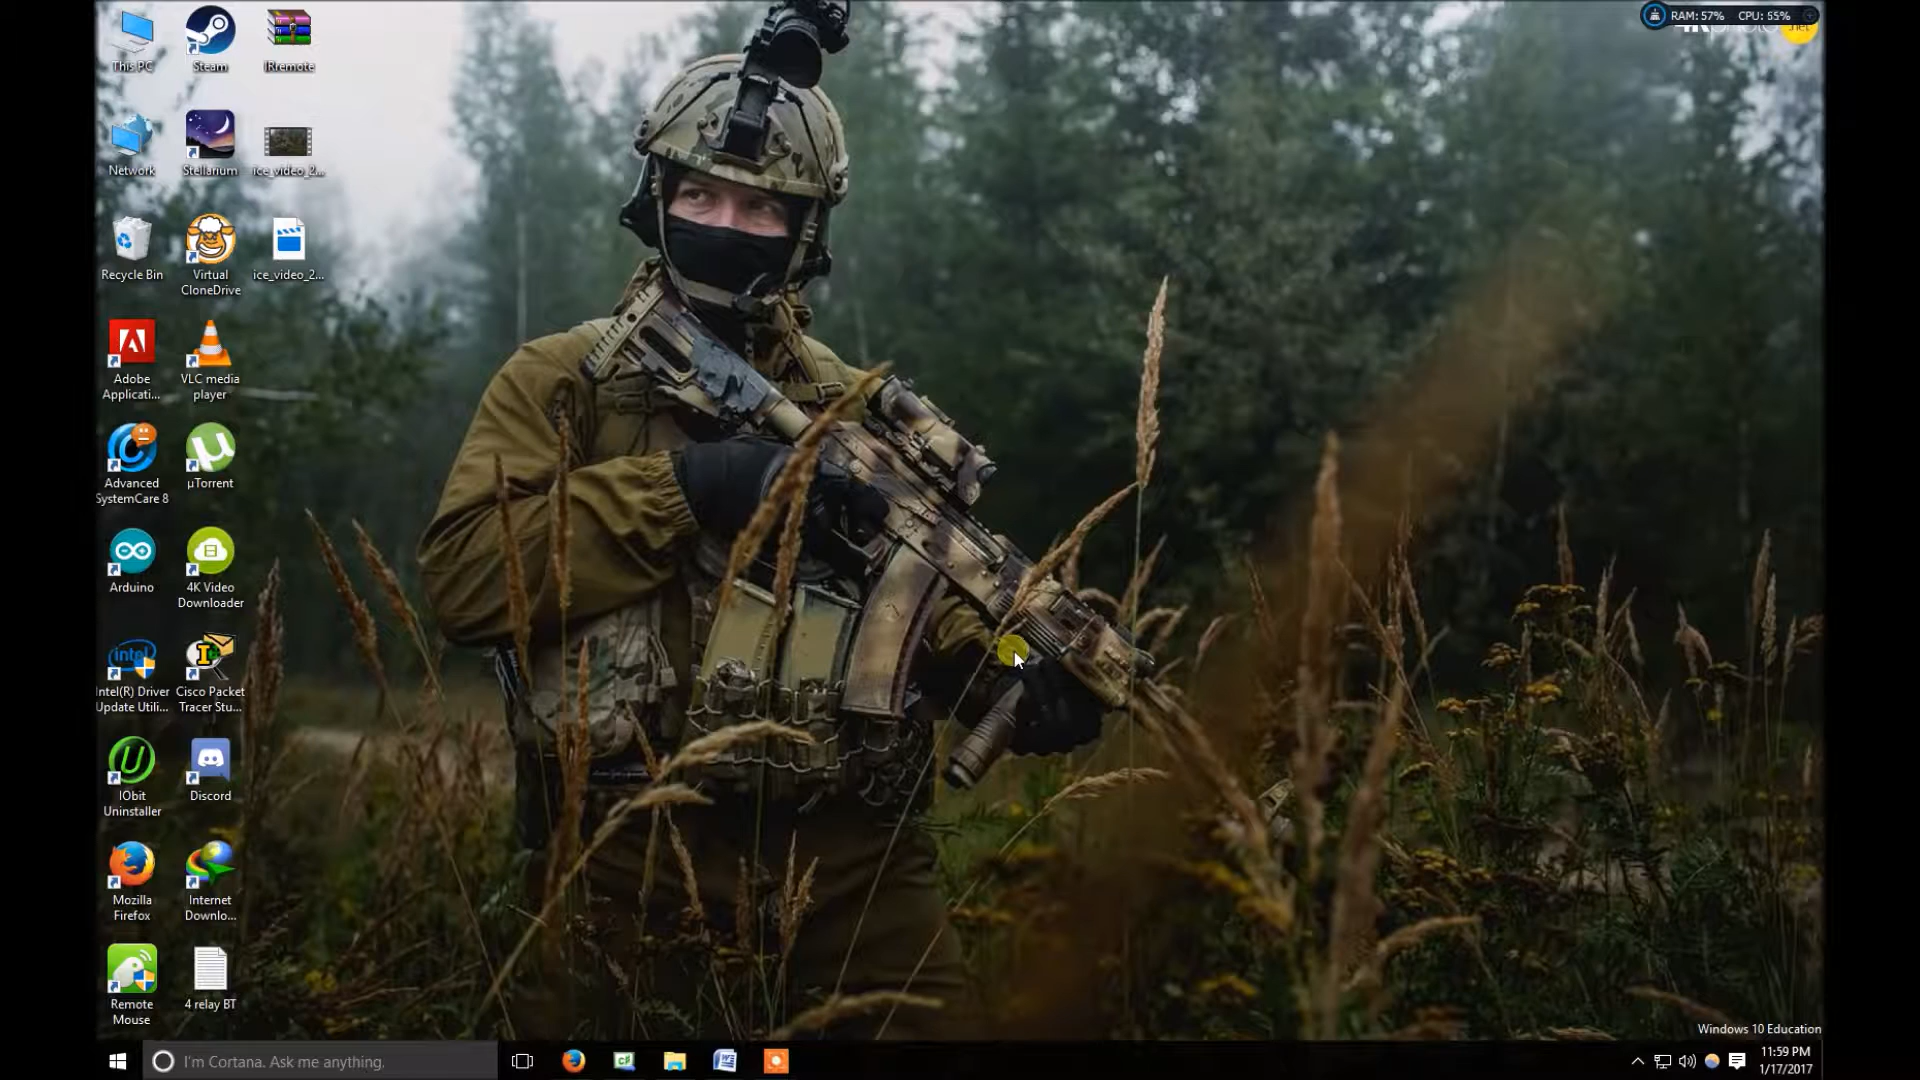 RAM: 57% CPU: 55%
.net
This PC
Steam
IRremote
Network
Stellarium
ice_video_2...
Recycle Bin
Virtual
CloneDrive
ice_video_2...
Adobe
Applicati...
VLC media
player
Advanced
SystemCare 8
µTorrent
Arduino
4K Video
Downloader
intel
Intel(R) Driver
Update Utili...
Cisco Packet
Tracer Stu...
IObit
Uninstaller
Discord
Mozilla
Firefox
Internet
Downlo...
Remote
Mouse
4 relay BT
Windows 10 Education
I'm Cortana. Ask me anything.
11:59 PM
1/17/2017